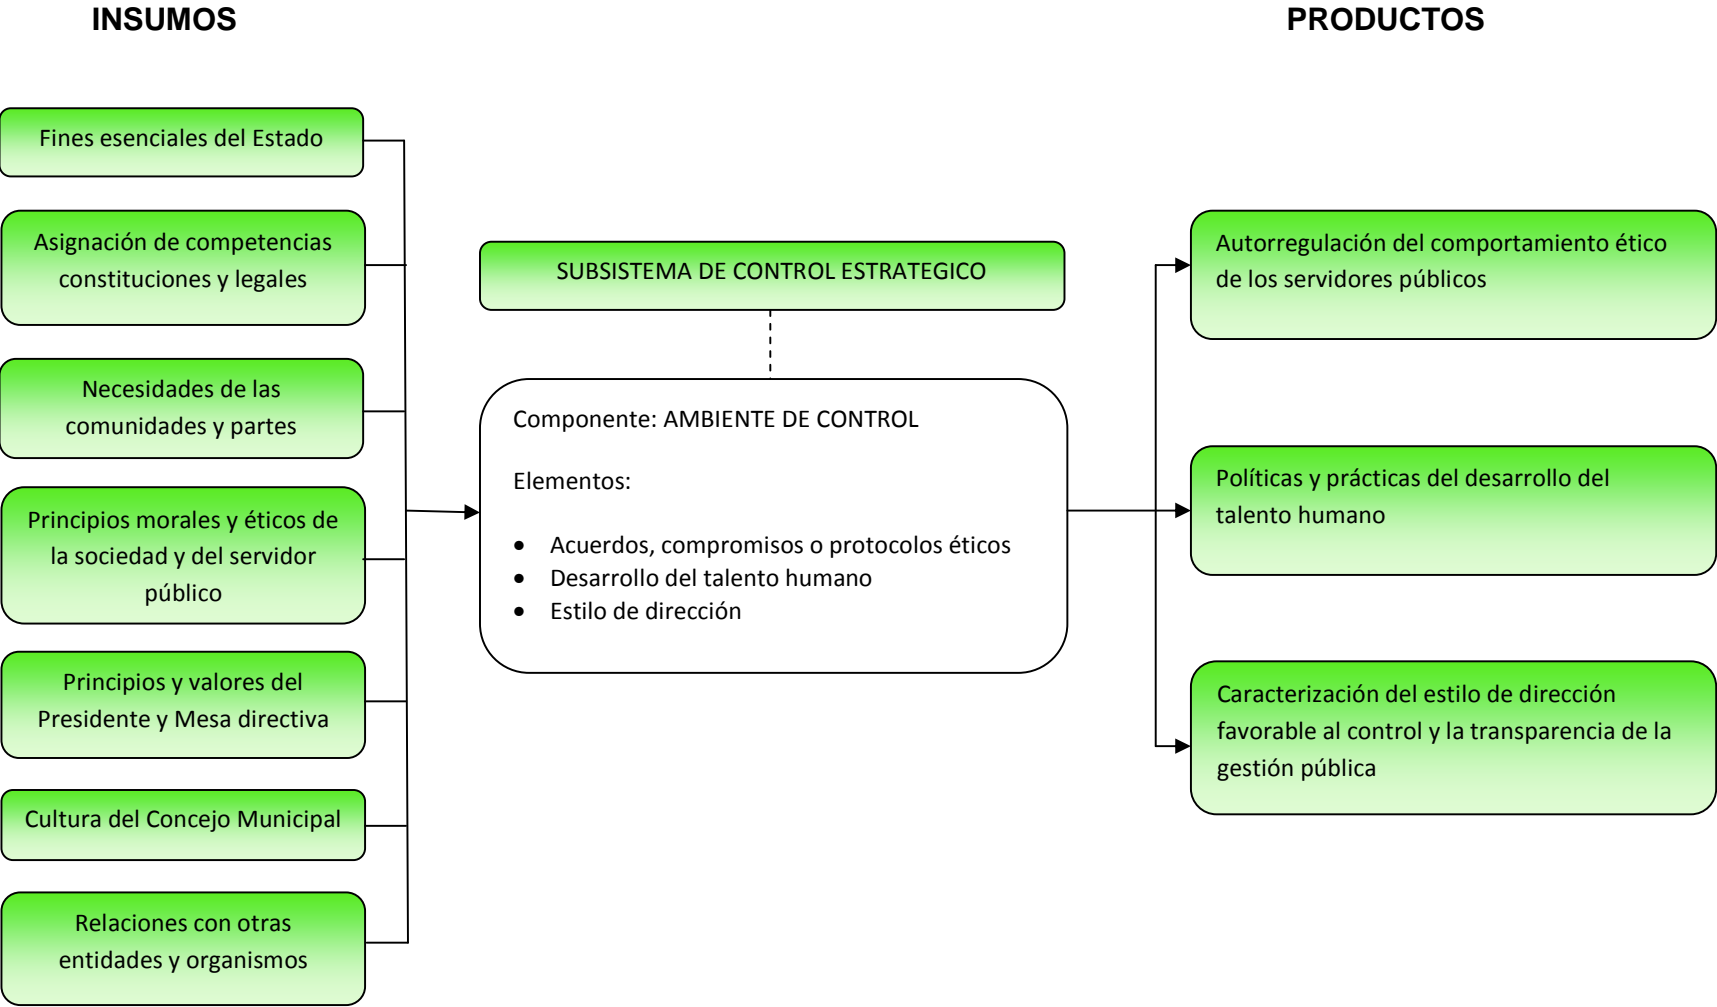 INSUMOS
PRODUCTOS
Fines esenciales del Estado
Asignación de competencias
constituciones y legales
Necesidades de las
comunidades y partes
Principios morales y éticos de
la sociedad y del servidor
público
Principios y valores del
Presidente y Mesa directiva
Cultura del Concejo Municipal
Relaciones con otras
entidades y organismos
SUBSISTEMA DE CONTROL ESTRATEGICO
Componente: AMBIENTE DE CONTROL
Elementos:
• Acuerdos, compromisos o protocolos éticos
• Desarrollo del talento humano
• Estilo de dirección
Autorregulación del comportamiento ético
de los servidores públicos
Políticas y prácticas del desarrollo del
talento humano
Caracterización del estilo de dirección
favorable al control y la transparencia de la
gestión pública